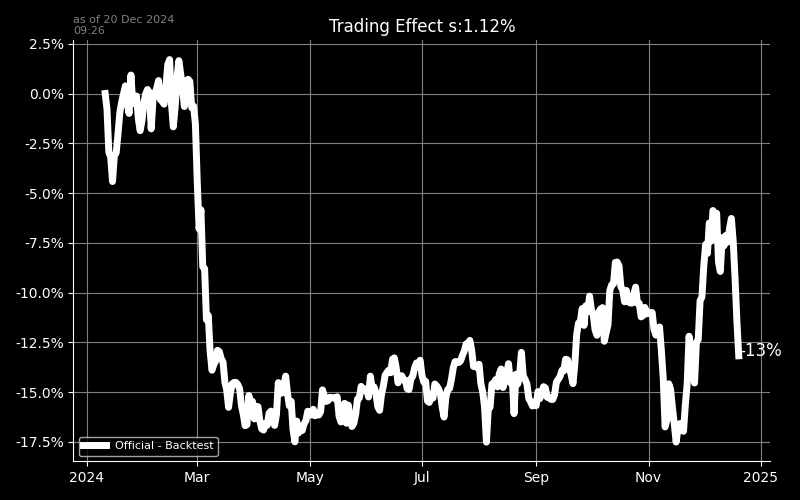 as of 20 Dec 2024
09:26
Trading Effect s:1.12%
2.5%
0.0%
-2.5%
-5.0%
-7.5%
-10.0%
-12.5%
-15.0%
-17.5%
-13%
Official - Backtest
2024 Mar May Jul Sep Nov 2025